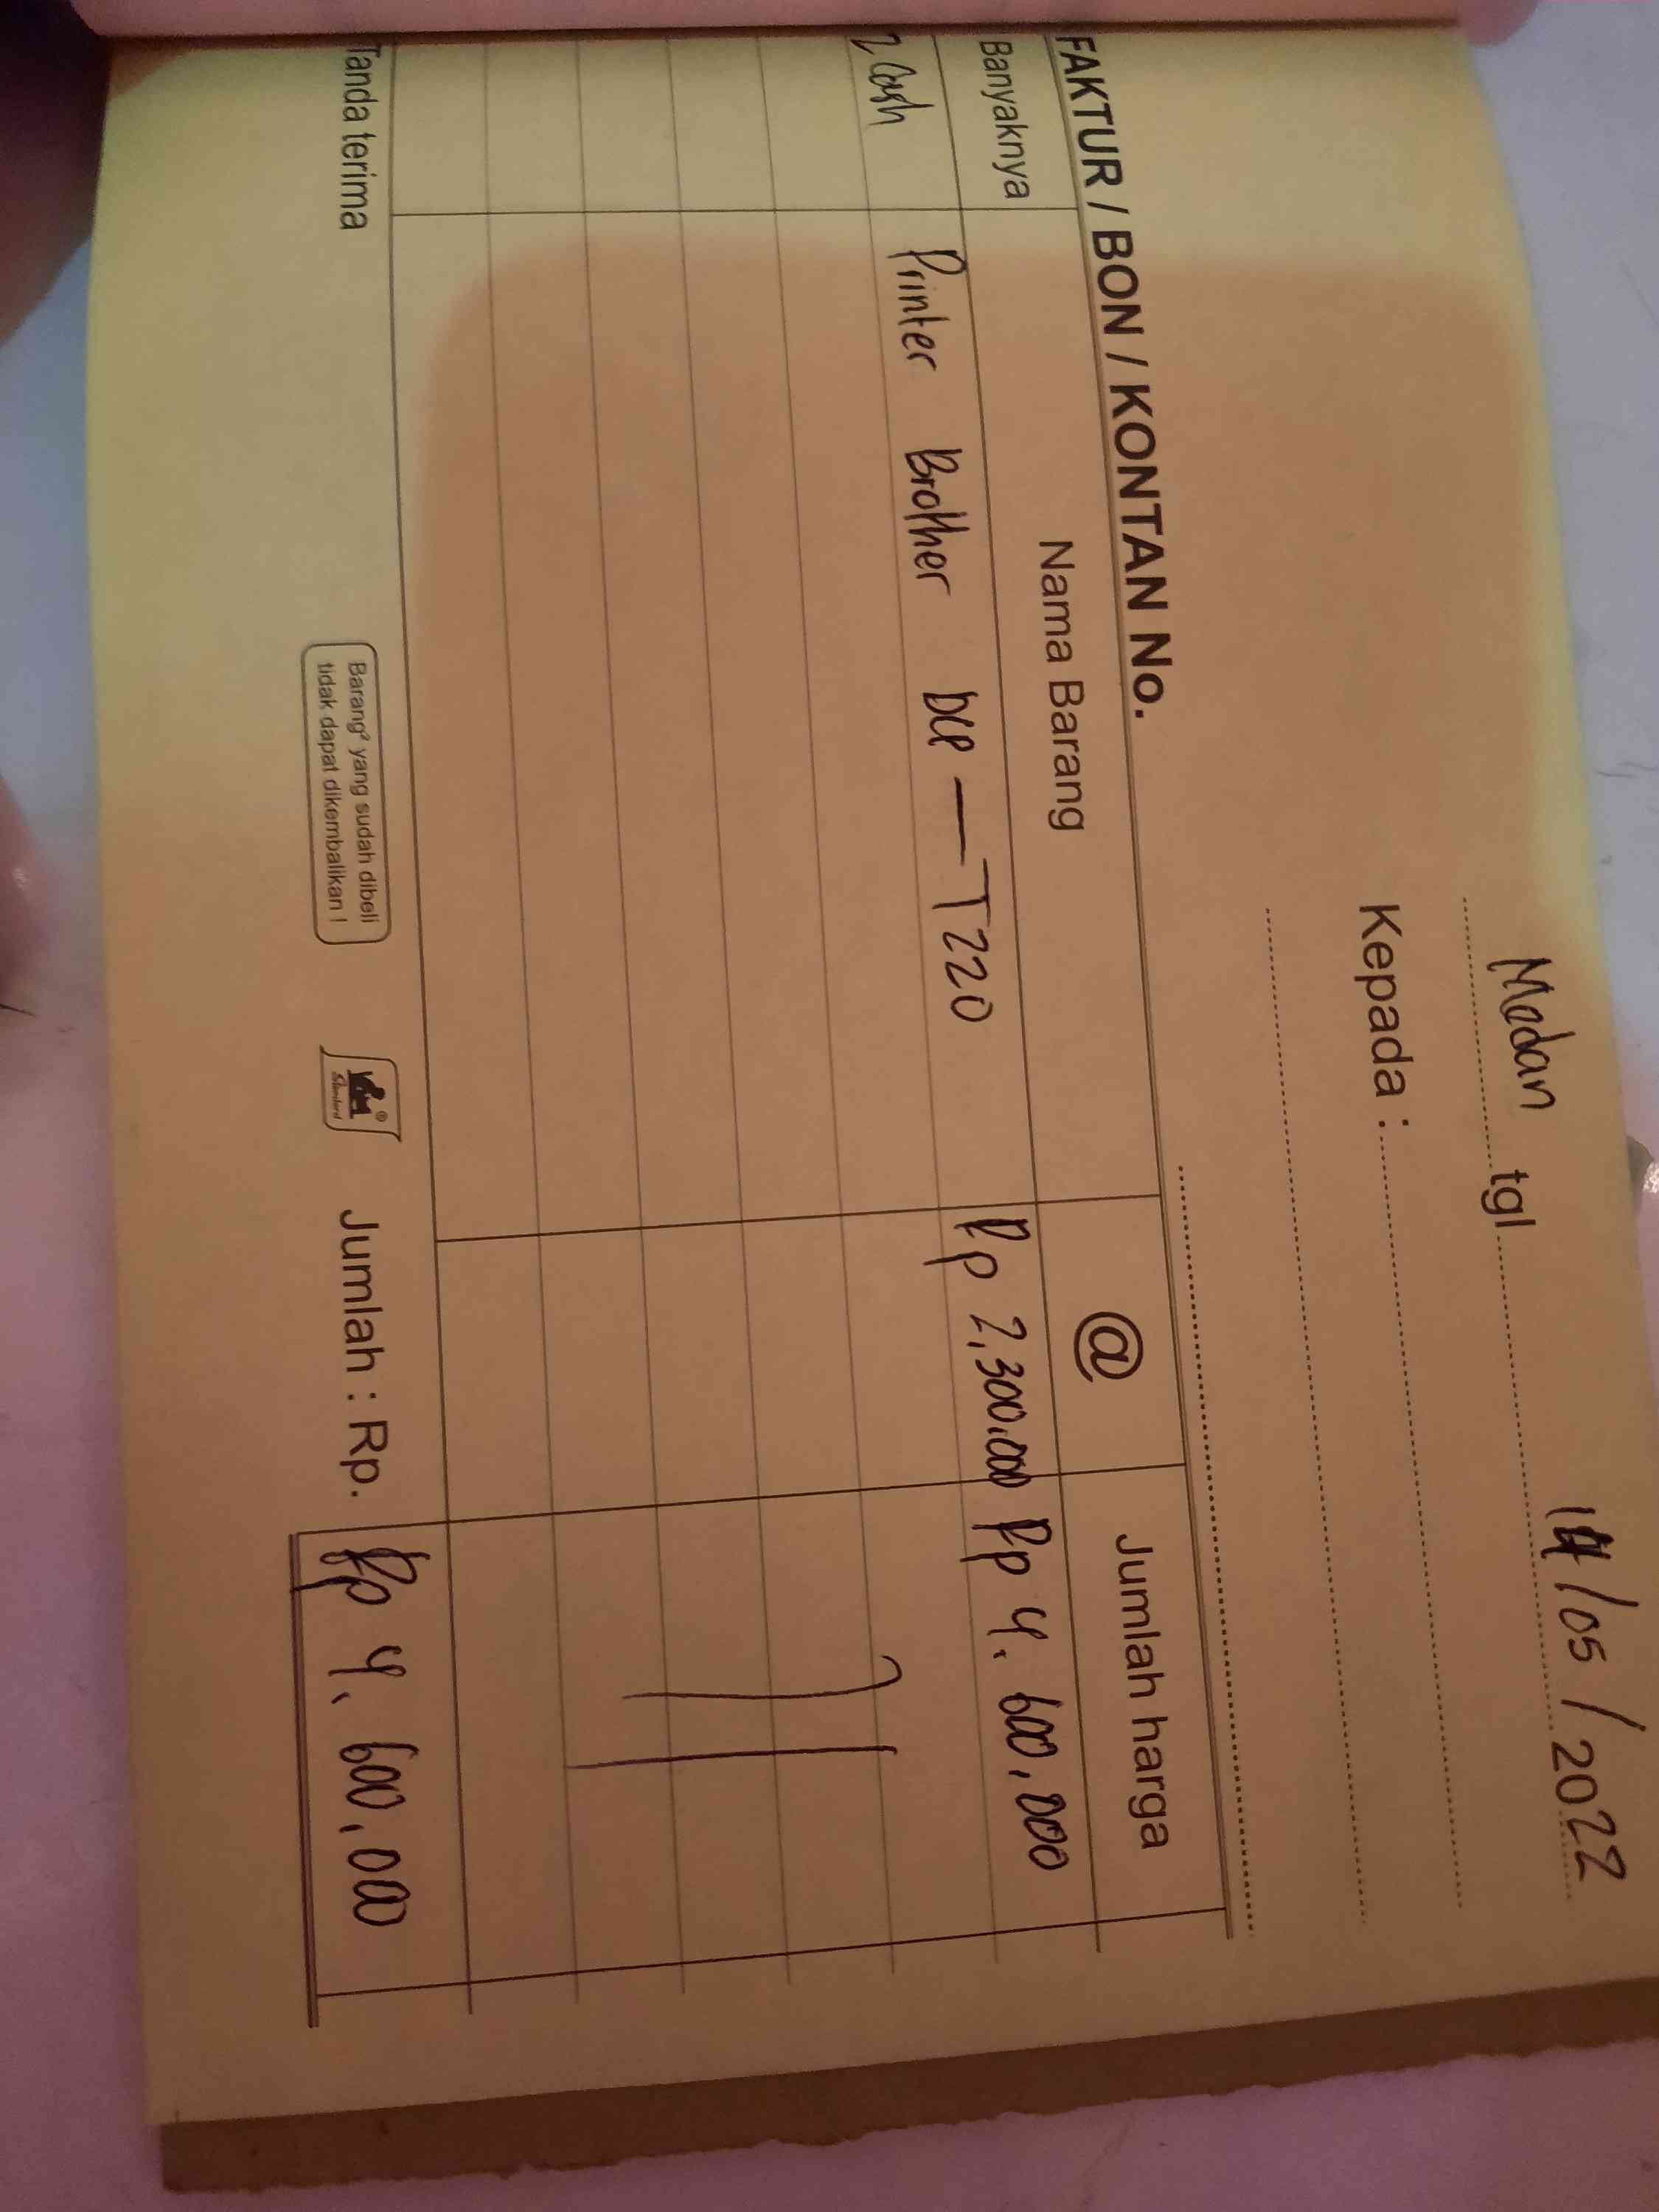 Medan tgl 14/05/2022
Kepada :
FAKTUR / BON / KONTAN No.
Banyaknya Nama Barang @ Jumlah harga
2 Cash Printer Brother DCP — T220 Rp 2,300.000 Rp 4. 600,000
Tanda terima Barang² yang sudah dibeli tidak dapat dikembalikan ! Standard Jumlah : Rp. Rp 4. 600,000